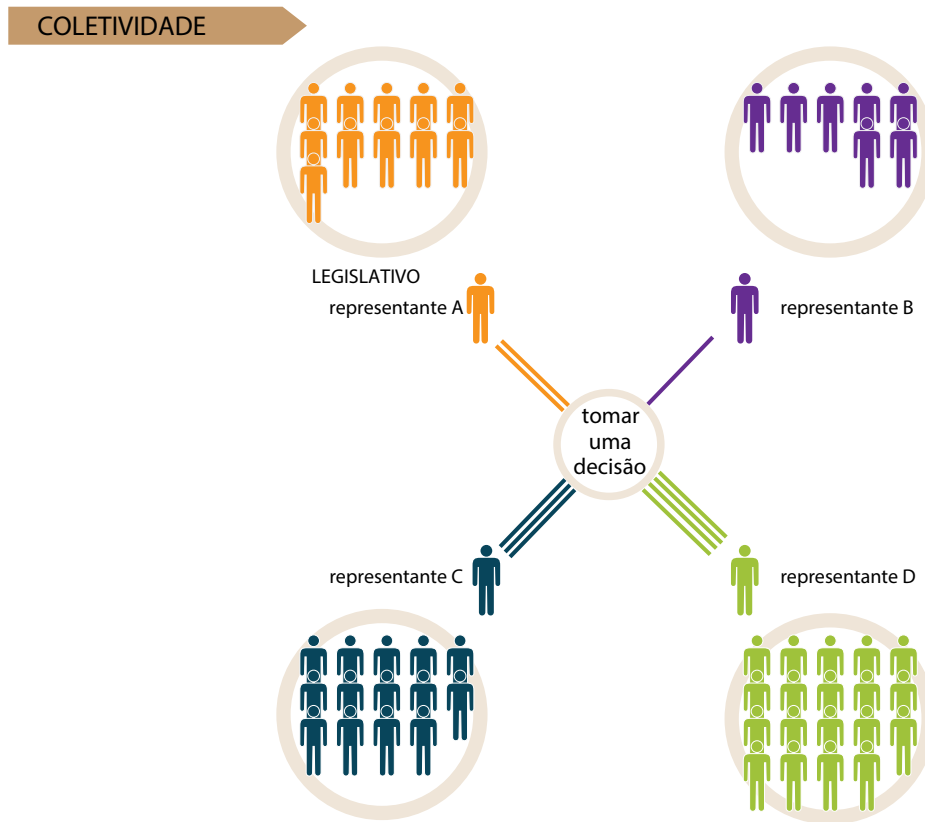 COLETIVIDADE
LEGISLATIVO
representante A
representante B
tomar
uma
decisão
representante C
representante D